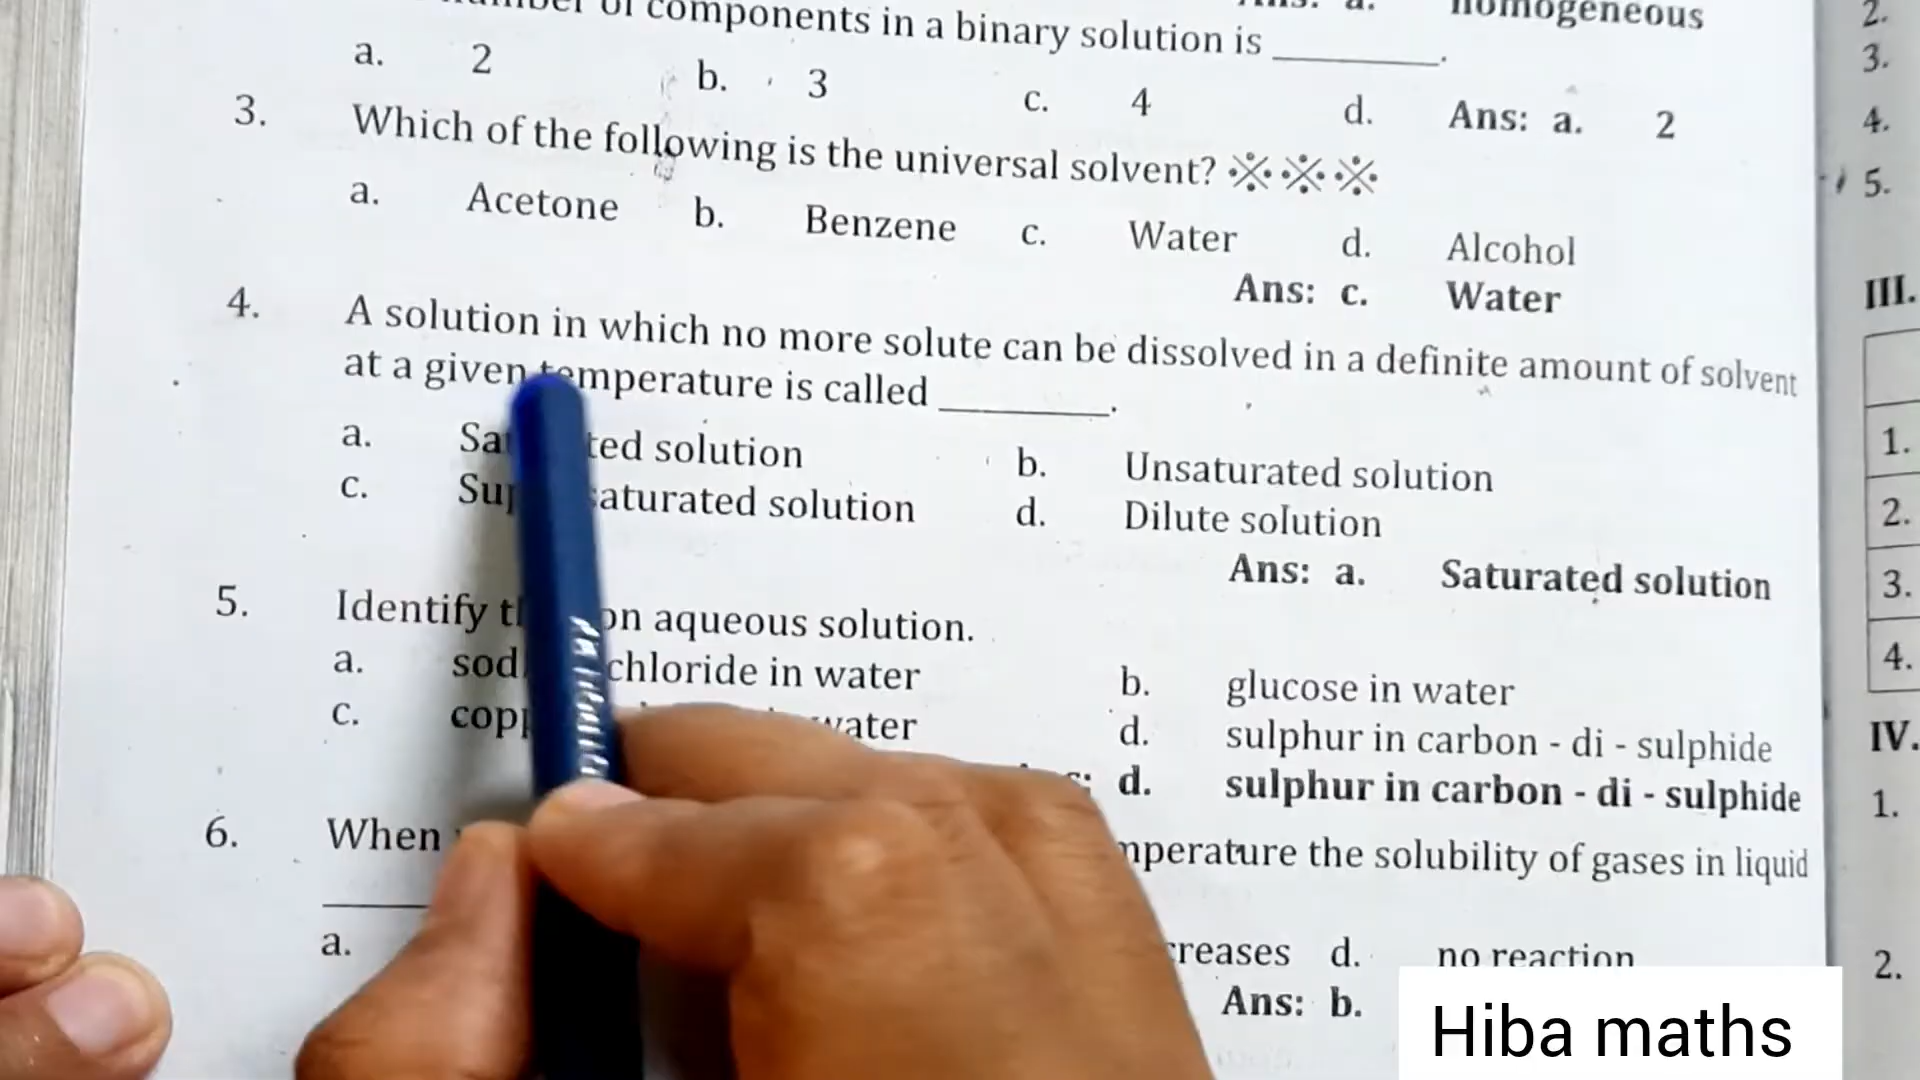 of components in a binary solution is ________.
Ans: a. homogeneous
a. 2 b. 3 c. 4 d. Ans: a. 2
3. Which of the following is the universal solvent? ※※※
a. Acetone b. Benzene c. Water d. Alcohol
Ans: c. Water
4. A solution in which no more solute can be dissolved in a definite amount of solvent
at a given temperature is called ________.
a. ted solution b. Unsaturated solution
c. saturated solution d. Dilute solution
Ans: a. Saturated solution
5. Identify on aqueous solution.
a. chloride in water b. glucose in water
c. water d. sulphur in carbon - di - sulphide
d. sulphur in carbon - di - sulphide
6. When the solubility of gases in liquid
________
a. d. no reaction
Ans: b.
2.
3.
4.
5.
III.
1.
2.
3.
4.
IV.
1.
2.
Hiba maths